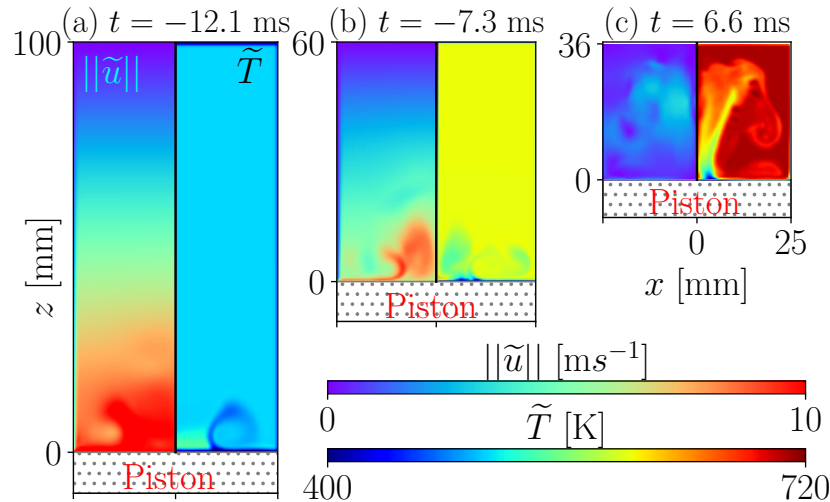 (a) t = −12.1 ms
(b) t = −7.3 ms
(c) t = 6.6 ms
100
||ũ||
T̃
z [mm]
0
Piston
60
30
0
Piston
36
0
Piston
0
25
x [mm]
||ũ|| [ms⁻¹]
0
10
T̃ [K]
400
720